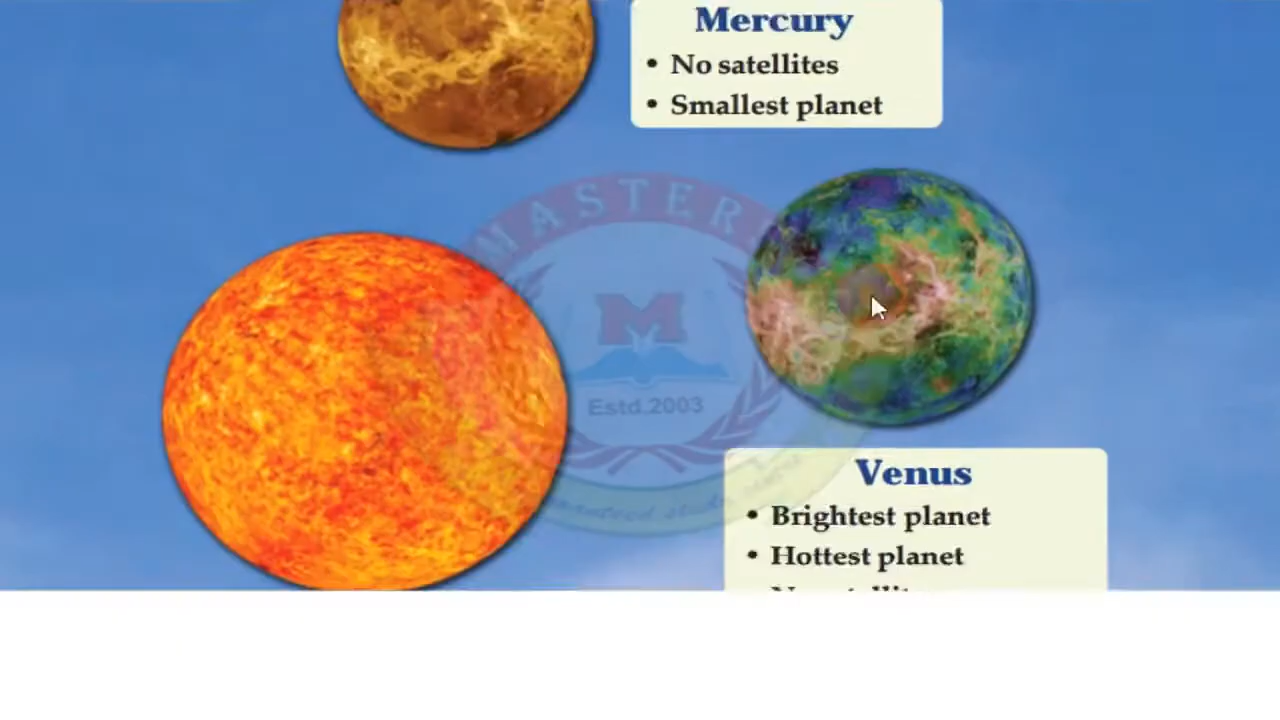 Mercury
• No satellites
• Smallest planet
MASTER
M
Estd.2003
Venus
• Brightest planet
• Hottest planet